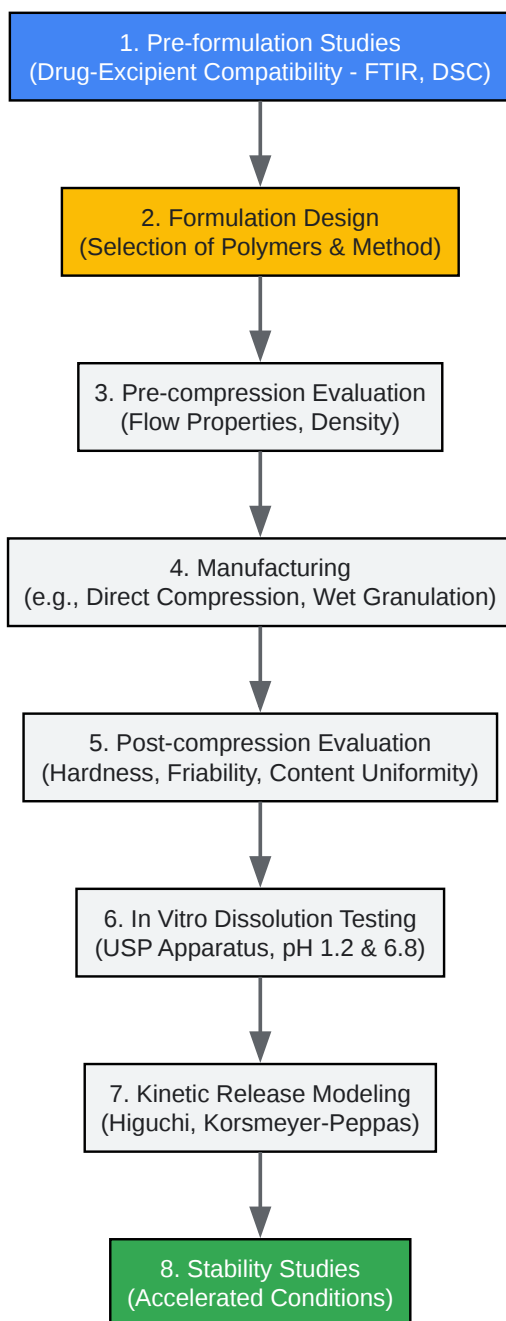 1. Pre-formulation Studies
(Drug-Excipient Compatibility - FTIR, DSC)
2. Formulation Design
(Selection of Polymers & Method)
3. Pre-compression Evaluation
(Flow Properties, Density)
4. Manufacturing
(e.g., Direct Compression, Wet Granulation)
5. Post-compression Evaluation
(Hardness, Friability, Content Uniformity)
6. In Vitro Dissolution Testing
(USP Apparatus, pH 1.2 & 6.8)
7. Kinetic Release Modeling
(Higuchi, Korsmeyer-Peppas)
8. Stability Studies
(Accelerated Conditions)